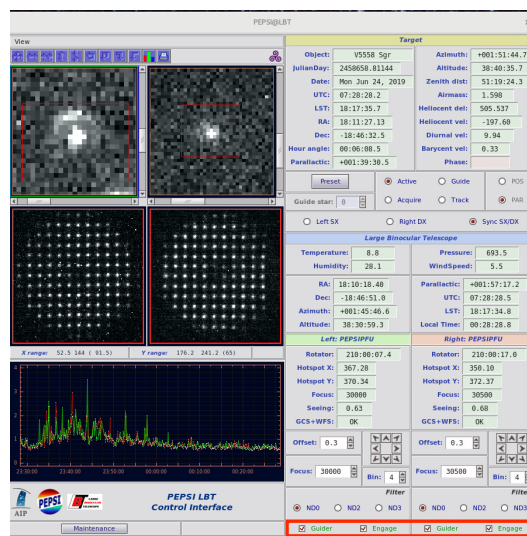 PEPSI@LBT
View
Target
Object: V5558 Sgr Azimuth: +001:51:44.7
JulianDay: 2458658.81144 Altitude: 38:40:35.7
Date: Mon Jun 24, 2019 Zenith dist: 51:19:24.3
UTC: 07:28:28.2 Airmass: 1.598
LST: 18:17:35.7 Heliocent del: 505.537
RA: 18:11:27.13 Heliocent vel: -197.60
Dec: -18:46:32.5 Diurnal vel: 9.94
Hour angle: 00:06:08.5 Barycent vel: 0.33
Parallactic: +001:39:30.5 Phase:
Preset Active Guide POS
Guide star: 0 Acquire Track PAR
Left SX Right DX Sync SX/DX
Large Binocular Telescope
Temperature: 8.8 Pressure: 693.5
Humidity: 28.1 WindSpeed: 5.5
RA: 18:10:18.40 Parallactic: +001:57:17.2
Dec: -18:46:51.0 UTC: 07:28:28.5
Azimuth: +001:45:46.6 LST: 18:17:34.8
Altitude: 38:30:59.3 Local Time: 00:28:28.8
X range: 52.5 144 ( 91.5) Y range: 176.2 241.2 (65)
Left: PEPSIPFU Right: PEPSIPFU
Rotator: 210:00:07.4 Rotator: 210:00:17.0
Hotspot X: 367.28 Hotspot X: 350.10
Hotspot Y: 370.34 Hotspot Y: 372.37
Focus: 30000 Focus: 30500
Seeing: 0.63 Seeing: 0.68
GCS+WFS: OK GCS+WFS: OK
Offset: 0.3 Offset: 0.3
Focus: 30000 Bin: 4 Focus: 30500 Bin: 4
23:30:00 23:40:00 23:50:00 00:00:00 00:10:00 00:20:00
Filter Filte
ND0 ND2 ND3 ND0 ND2 ND3
AIP PEPSI PEPSI LBT
Control Interface
Maintenance Guider Engage Guider Engage